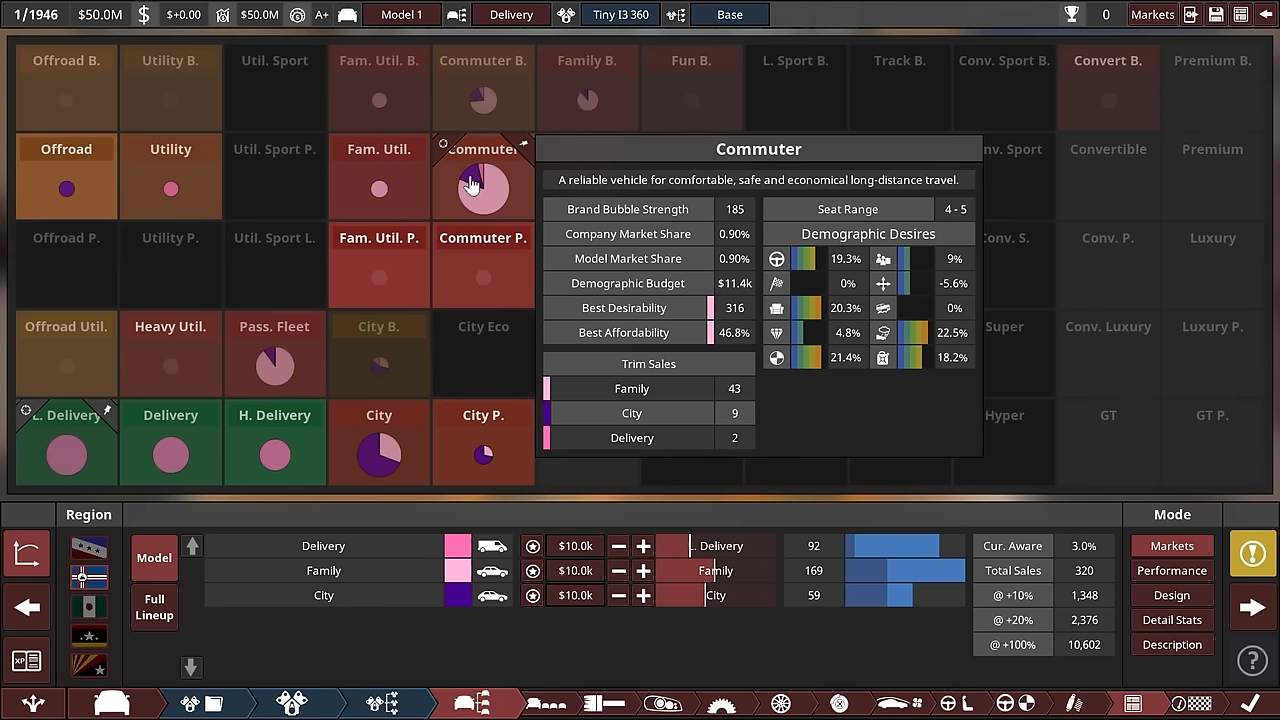 1/1946 $50.0M $+0.00 $50.0M A+ Model 1 Delivery Tiny I3 360 Base 0 Markets
Offroad B. Utility B. Util. Sport Fam. Util. B. Commuter B. Family B. Fun B. L. Sport B. Track B. Conv. Sport B. Convert B. Premium B.
Offroad Utility Util. Sport P. Fam. Util. Commuter nv. Sport Convertible Premium
Commuter
A reliable vehicle for comfortable, safe and economical long-distance travel.
Brand Bubble Strength 185 Seat Range 4 - 5
Company Market Share 0.90% Demographic Desires
Offroad P. Utility P. Util. Sport L. Fam. Util. P. Commuter P. onv. S. Conv. P. Luxury
Model Market Share 0.90% 19.3% 9%
Demographic Budget $11.4k 0% -5.6%
Best Desirability 316 20.3% 0%
Best Affordability 46.8% 4.8% 22.5%
Offroad Util. Heavy Util. Pass. Fleet City B. City Eco Super Conv. Luxury Luxury P.
21.4% 18.2%
Trim Sales
Family 43
City 9
Delivery 2
L. Delivery Delivery H. Delivery City City P. Hyper GT GT P.
Region Mode
Model Delivery $10.0k L. Delivery 92 Cur. Aware 3.0% Markets
Family $10.0k Family 169 Total Sales 320 Performance
Full Lineup City $10.0k City 59 @ +10% 1,348 Design
@ +20% 2,376 Detail Stats
@ +100% 10,602 Description
XP